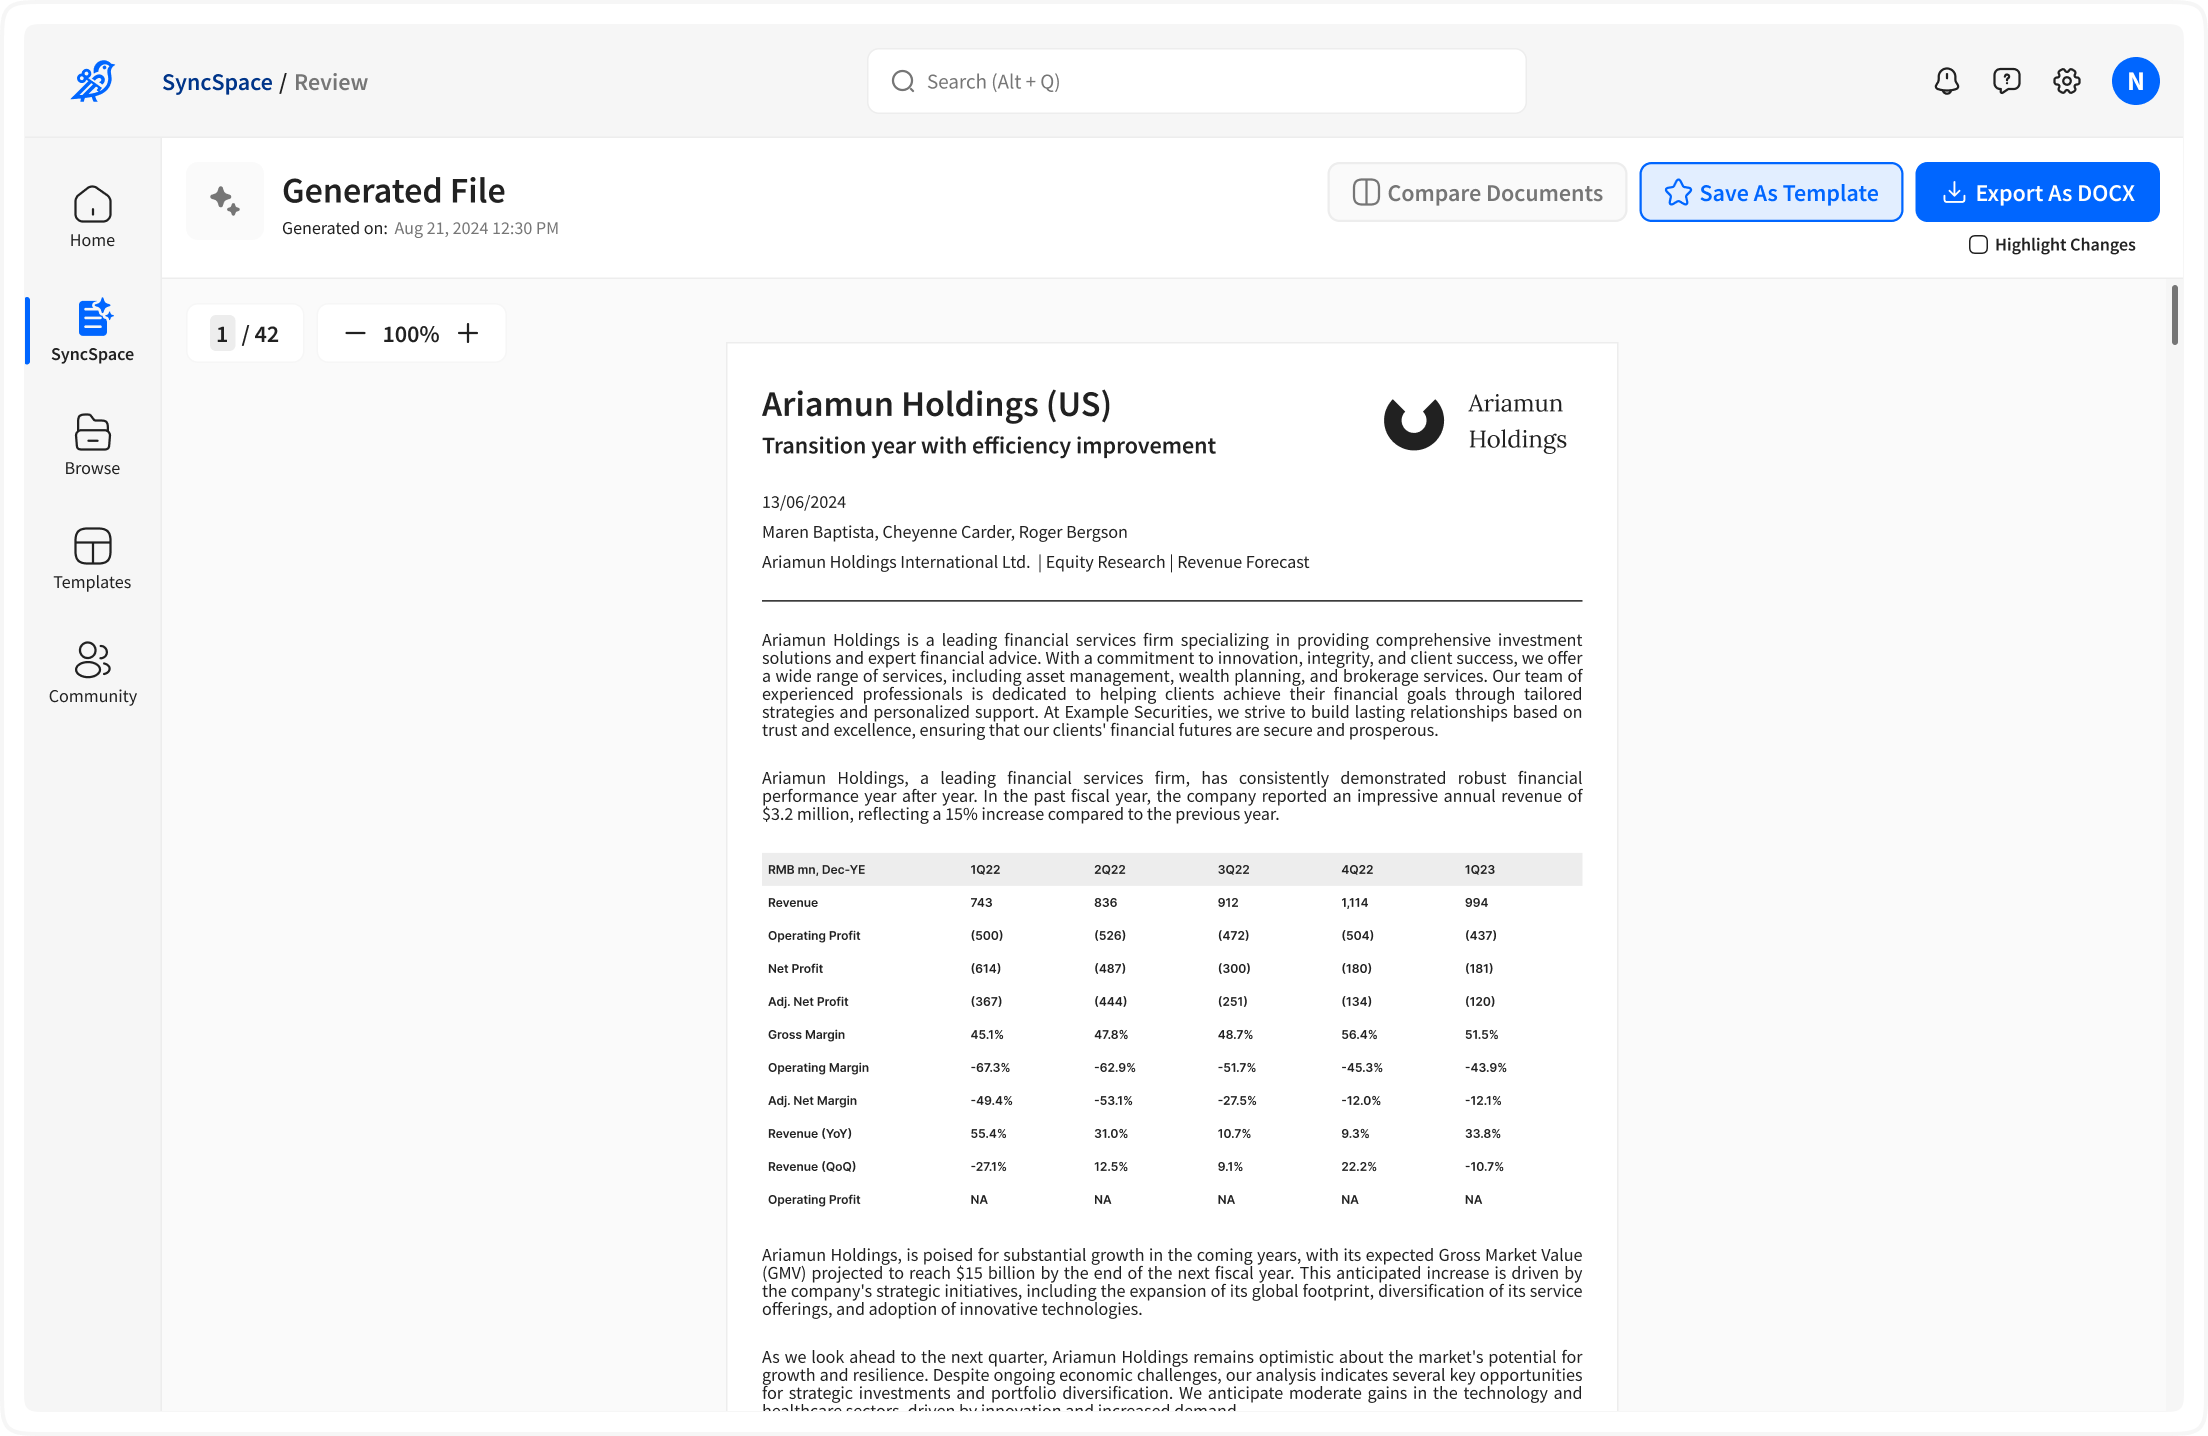 SyncSpace / Review
Search (Alt + Q)
N
Home
SyncSpace
Browse
Templates
Community
Generated File
Generated on: Aug 21, 2024 12:30 PM
Compare Documents
Save As Template
Export As DOCX
Highlight Changes
1 / 42
100%
Ariamun Holdings (US)
Transition year with efficiency improvement
Ariamun
Holdings
13/06/2024
Maren Baptista, Cheyenne Carder, Roger Bergson
Ariamun Holdings International Ltd. | Equity Research | Revenue Forecast
Ariamun Holdings is a leading financial services firm specializing in providing comprehensive investment
solutions and expert financial advice. With a commitment to innovation, integrity, and client success, we offer
a wide range of services, including asset management, wealth planning, and brokerage services. Our team of
experienced professionals is dedicated to helping clients achieve their financial goals through tailored
strategies and personalized support. At Example Securities, we strive to build lasting relationships based on
trust and excellence, ensuring that our clients' financial futures are secure and prosperous.
Ariamun Holdings, a leading financial services firm, has consistently demonstrated robust financial
performance year after year. In the past fiscal year, the company reported an impressive annual revenue of
$3.2 million, reflecting a 15% increase compared to the previous year.
RMB mn, Dec-YE 1Q22 2Q22 3Q22 4Q22 1Q23
Revenue 743 836 912 1,114 994
Operating Profit (500) (526) (472) (504) (437)
Net Profit (614) (487) (300) (180) (181)
Adj. Net Profit (367) (444) (251) (134) (120)
Gross Margin 45.1% 47.8% 48.7% 56.4% 51.5%
Operating Margin -67.3% -62.9% -51.7% -45.3% -43.9%
Adj. Net Margin -49.4% -53.1% -27.5% -12.0% -12.1%
Revenue (YoY) 55.4% 31.0% 10.7% 9.3% 33.8%
Revenue (QoQ) -27.1% 12.5% 9.1% 22.2% -10.7%
Operating Profit NA NA NA NA NA
Ariamun Holdings, is poised for substantial growth in the coming years, with its expected Gross Market Value
(GMV) projected to reach $15 billion by the end of the next fiscal year. This anticipated increase is driven by
the company's strategic initiatives, including the expansion of its global footprint, diversification of its service
offerings, and adoption of innovative technologies.
As we look ahead to the next quarter, Ariamun Holdings remains optimistic about the market's potential for
growth and resilience. Despite ongoing economic challenges, our analysis indicates several key opportunities
for strategic investments and portfolio diversification. We anticipate moderate gains in the technology and
healthcare sectors, driven by innovation and increased demand.